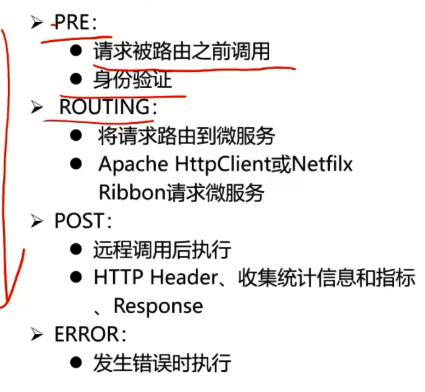 ➤ PRE:
● 请求被路由之前调用
● 身份验证
➤ ROUTING:
● 将请求路由到微服务
● Apache HttpClient或Netfilx
Ribbon请求微服务
➤ POST:
● 远程调用后执行
● HTTP Header、收集统计信息和指标
、Response
➤ ERROR:
● 发生错误时执行